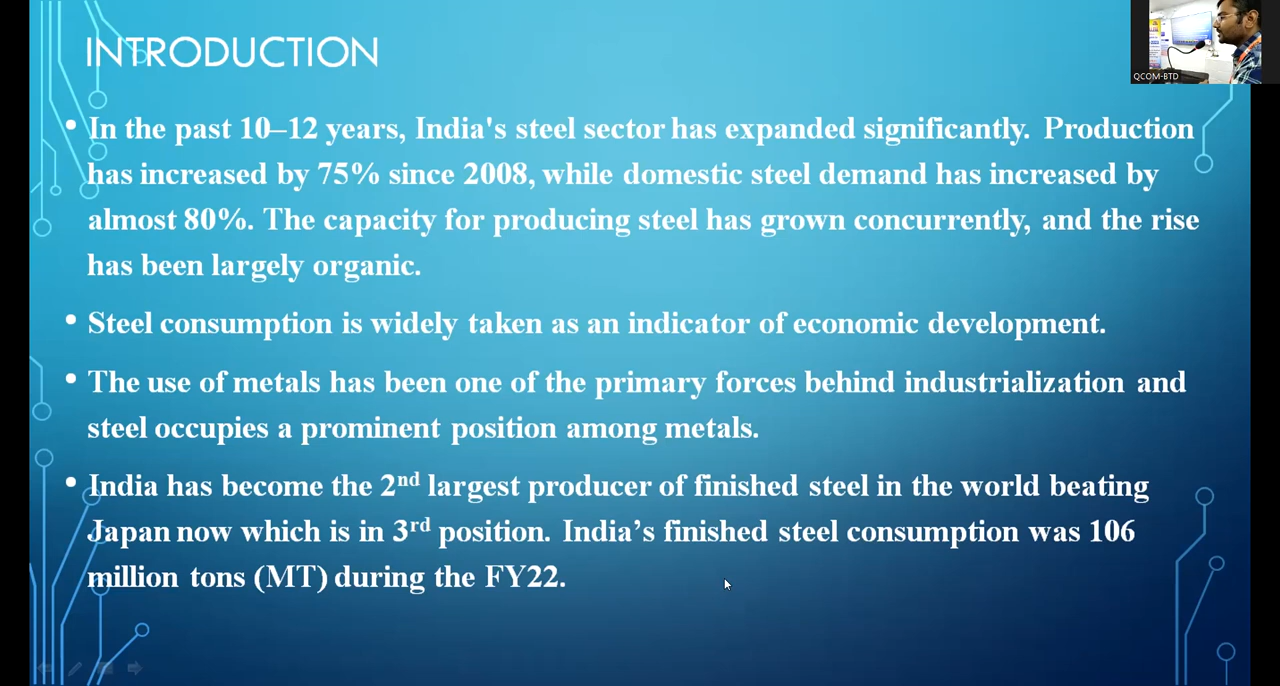 INTRODUCTION
QCOM-BTD
• In the past 10–12 years, India's steel sector has expanded significantly. Production
has increased by 75% since 2008, while domestic steel demand has increased by
almost 80%. The capacity for producing steel has grown concurrently, and the rise
has been largely organic.
• Steel consumption is widely taken as an indicator of economic development.
• The use of metals has been one of the primary forces behind industrialization and
steel occupies a prominent position among metals.
• India has become the 2nd largest producer of finished steel in the world beating
Japan now which is in 3rd position. India’s finished steel consumption was 106
million tons (MT) during the FY22.